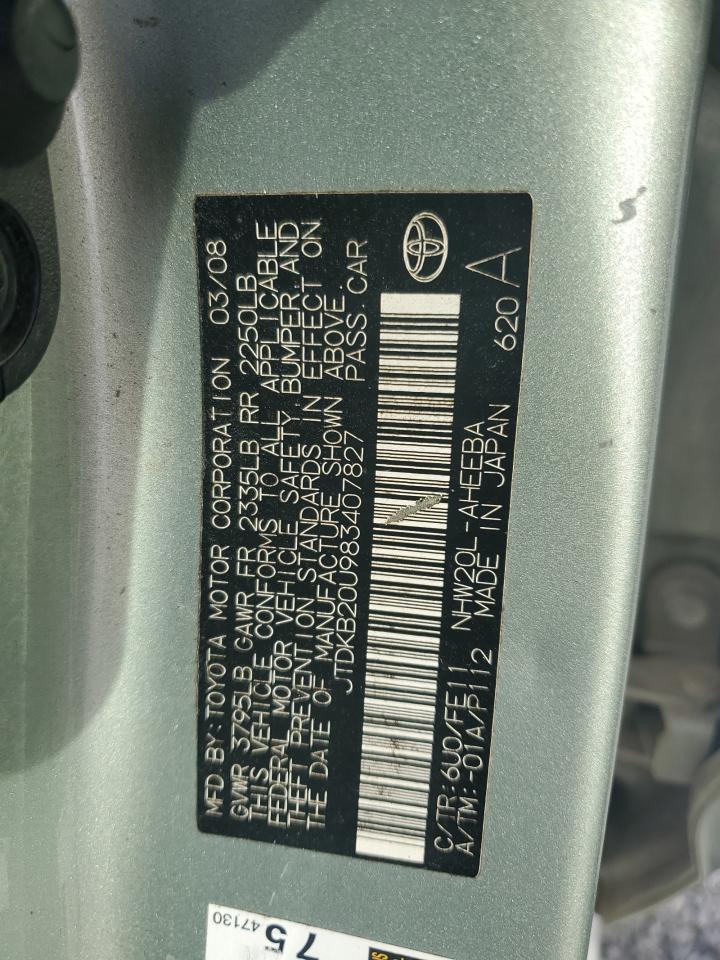 MFD BY: TOYOTA MOTOR CORPORATION 03/08
GVWR 3795LB GAWR FR 2335LB RR 2250LB
THIS VEHICLE CONFORMS TO ALL APPLICABLE
FEDERAL MOTOR VEHICLE SAFETY, BUMPER, AND
THEFT PREVENTION STANDARDS IN EFFECT ON
THE DATE OF MANUFACTURE SHOWN ABOVE.
JTDKB20U983407827 PASS CAR
C/TR: 6U0/FE11 NHW20L-AHEEBA
A/TM: -01A/P112 MADE IN JAPAN 620 A
47130
75